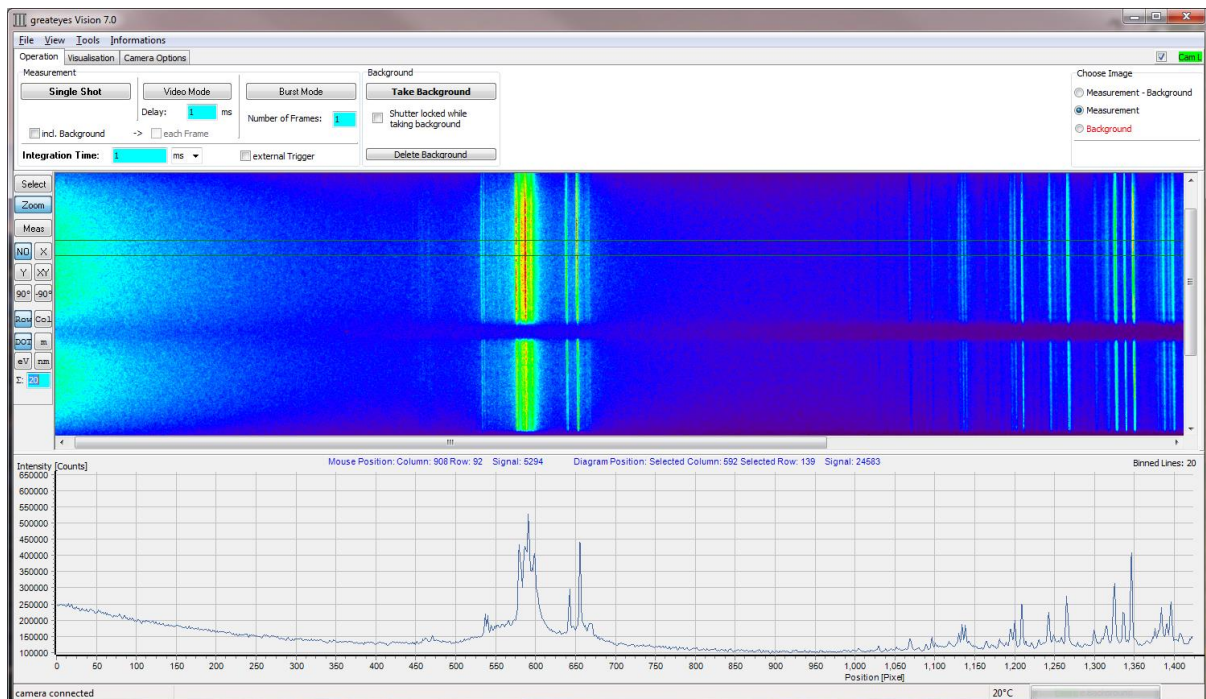 greateyes Vision 7.0
File View Tools Informations
Operation Visualisation Camera Options
Cam 1
Measurement
Single Shot Video Mode Burst Mode
Delay: 1 ms
Number of Frames: 1
incl. Background -> each Frame
Integration Time: 1 ms external Trigger
Background
Take Background
Shutter locked while
taking background
Delete Background
Choose Image
Measurement - Background
Measurement
Background
Select
Zoom
Meas
NO X
Y XY
90° -90°
Row Col
DOI m
eV nm
Σ: 20
Mouse Position: Column: 908 Row: 92 Signal: 5294 Diagram Position: Selected Column: 592 Selected Row: 139 Signal: 24583 Binned Lines: 20
Intensity [Counts]
650000
600000
550000
500000
450000
400000
350000
300000
250000
200000
150000
100000
0 50 100 150 200 250 300 350 400 450 500 550 600 650 700 750 800 850 900 950 1,000 1,050 1,100 1,150 1,200 1,250 1,300 1,350 1,400
Position [Pixel]
camera connected 20°C